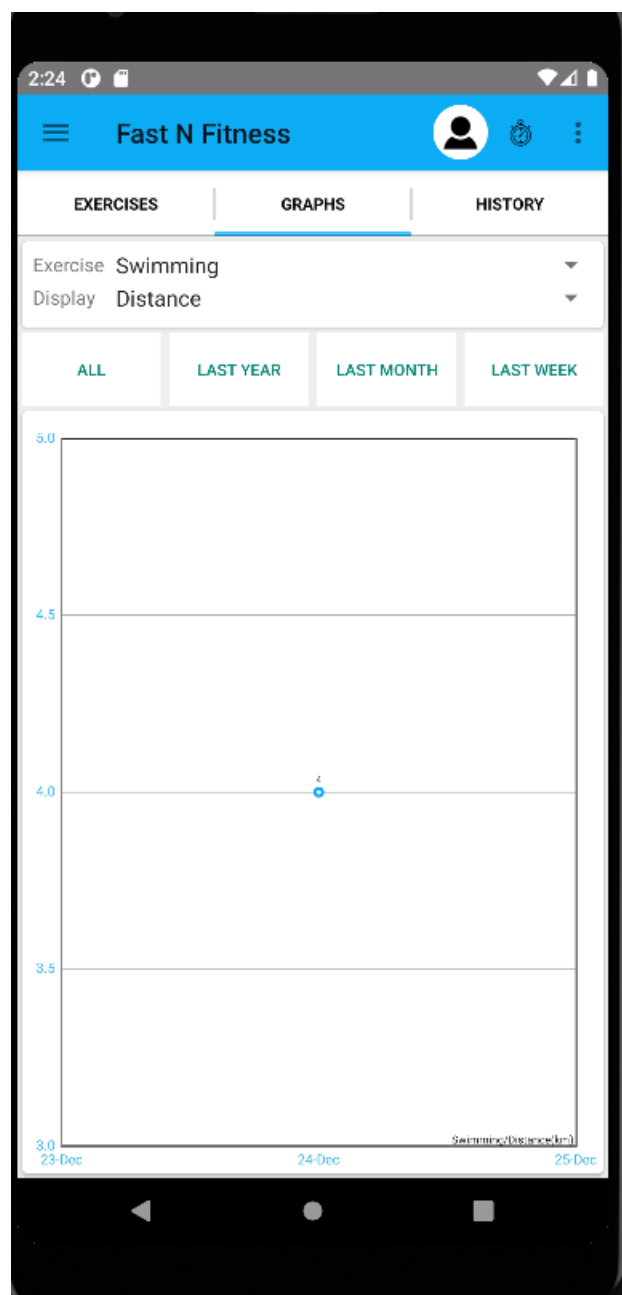 2:24
Fast N Fitness
EXERCISES GRAPHS HISTORY
Exercise Swimming
Display Distance
ALL LAST YEAR LAST MONTH LAST WEEK
5.0
4.5
4
4.0
3.5
Swimming/Distance(km)
3.0
23-Dec 24-Dec 25-Dec